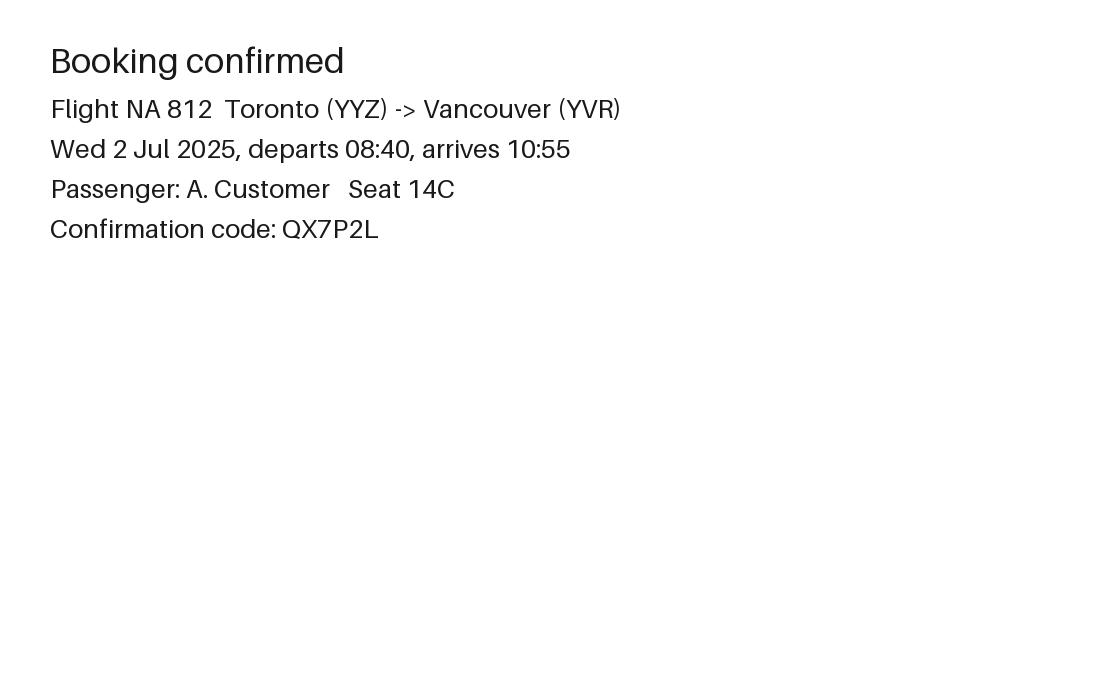 Booking confirmed
Flight NA 812  Toronto (YYZ) -> Vancouver (YVR)
Wed 2 Jul 2025, departs 08:40, arrives 10:55
Passenger: A. Customer   Seat 14C
Confirmation code: QX7P2L